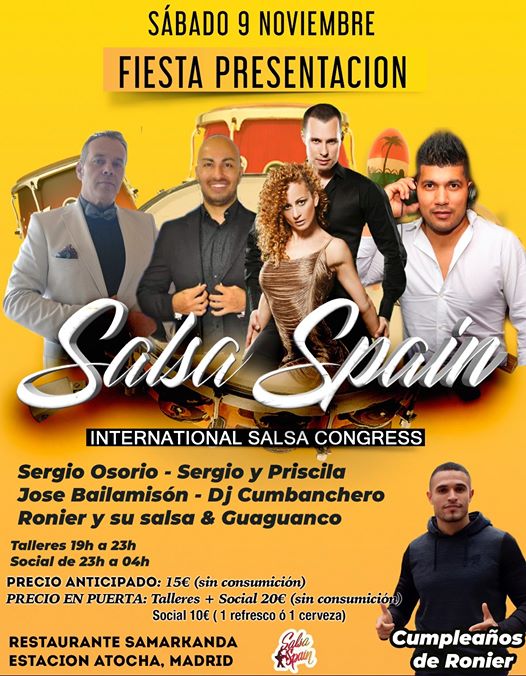 SÁBADO 9 NOVIEMBRE
FIESTA PRESENTACION
Salsa Spain
INTERNATIONAL SALSA CONGRESS
Sergio Osorio - Sergio y Priscila
Jose Bailamisón - Dj Cumbanchero
Ronier y su salsa & Guaguanco
Talleres 19h a 23h
Social de 23h a 04h
PRECIO ANTICIPADO: 15€ (sin consumición)
PRECIO EN PUERTA: Talleres + Social 20€ (sin consumición)
Social 10€ ( 1 refresco ó 1 cerveza)
RESTAURANTE SAMARKANDA
ESTACION ATOCHA, MADRID
Salsa
Spain
Cumpleaños
de Ronier